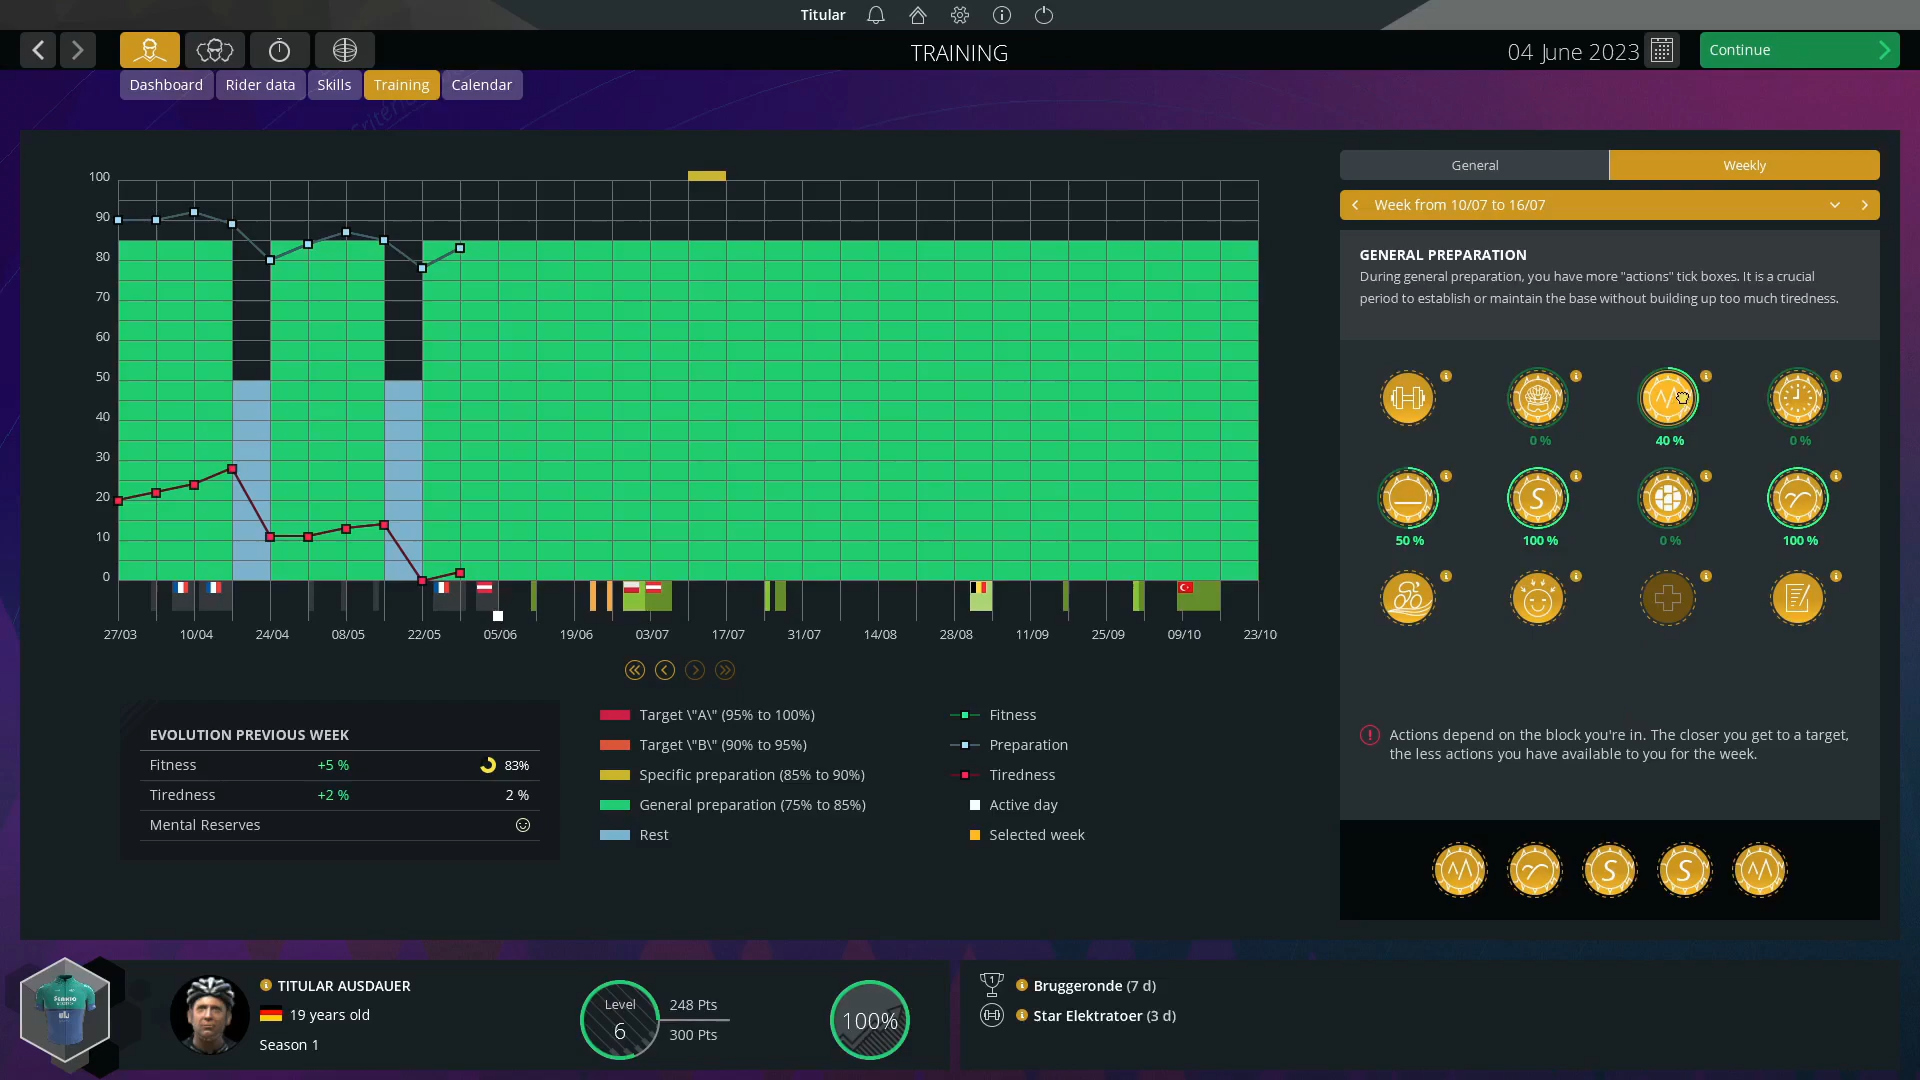 Titular
TRAINING
04 June 2023
Continue
Dashboard
Rider data
Skills
Training
Calendar
General
Weekly
Week from 10/07 to 16/07
GENERAL PREPARATION
During general preparation, you have more "actions" tick boxes. It is a crucial
period to establish or maintain the base without building up too much tiredness.
100
90
80
70
60
50
40
30
20
10
0
27/03
10/04
24/04
08/05
22/05
05/06
19/06
03/07
17/07
31/07
14/08
28/08
11/09
25/09
09/10
23/10
0 %
40 %
0 %
S
50 %
100 %
0 %
100 %
Actions depend on the block you're in. The closer you get to a target,
the less actions you have available to you for the week.
S
S
EVOLUTION PREVIOUS WEEK
Fitness +5 % 83%
Tiredness +2 % 2 %
Mental Reserves
Target \"A\" (95% to 100%)
Target \"B\" (90% to 95%)
Specific preparation (85% to 90%)
General preparation (75% to 85%)
Rest
Fitness
Preparation
Tiredness
Active day
Selected week
TITULAR AUSDAUER
19 years old
Season 1
Level
6
248 Pts
300 Pts
100%
1
Bruggeronde (7 d)
Star Elektratoer (3 d)